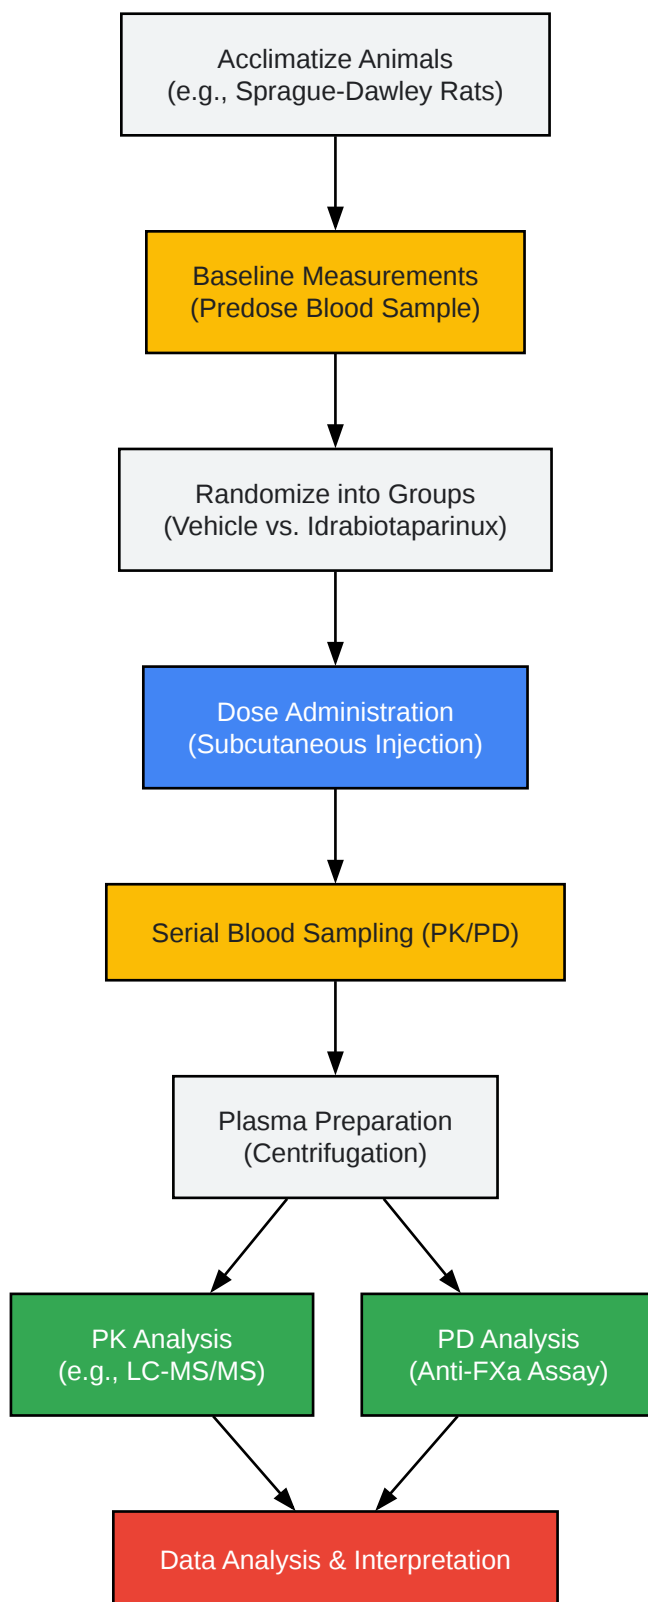 Acclimatize Animals
(e.g., Sprague-Dawley Rats)
Baseline Measurements
(Predose Blood Sample)
Randomize into Groups
(Vehicle vs. Idrabiotaparinux)
Dose Administration
(Subcutaneous Injection)
Serial Blood Sampling (PK/PD)
Plasma Preparation
(Centrifugation)
PK Analysis
(e.g., LC-MS/MS)
PD Analysis
(Anti-FXa Assay)
Data Analysis & Interpretation